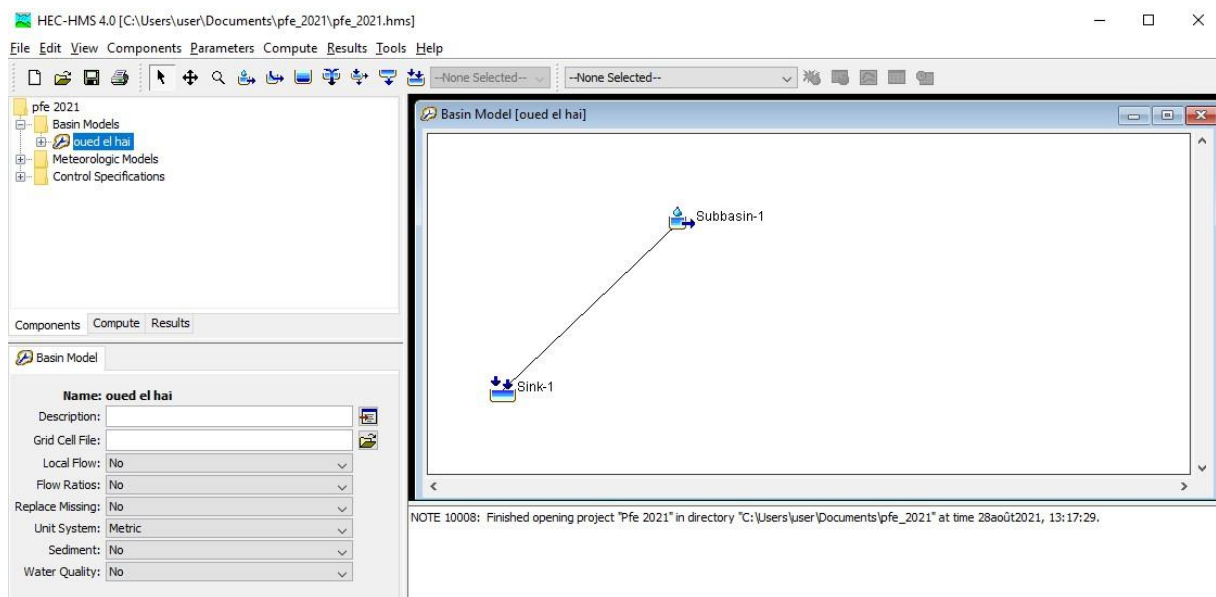 HEC-HMS 4.0 [C:\Users\user\Documents\pfe_2021\pfe_2021.hms]
File Edit View Components Parameters Compute Results Tools Help
--None Selected-- --None Selected--
pfe 2021
Basin Models
oued el hai
Meteorologic Models
Control Specifications
Components Compute Results
Basin Model
Name: oued el hai
Description:
Grid Cell File:
Local Flow: No
Flow Ratios: No
Replace Missing: No
Unit System: Metric
Sediment: No
Water Quality: No
Basin Model [oued el hai]
Subbasin-1
Sink-1
NOTE 10008: Finished opening project "Pfe 2021" in directory "C:\Users\user\Documents\pfe_2021" at time 28août2021, 13:17:29.